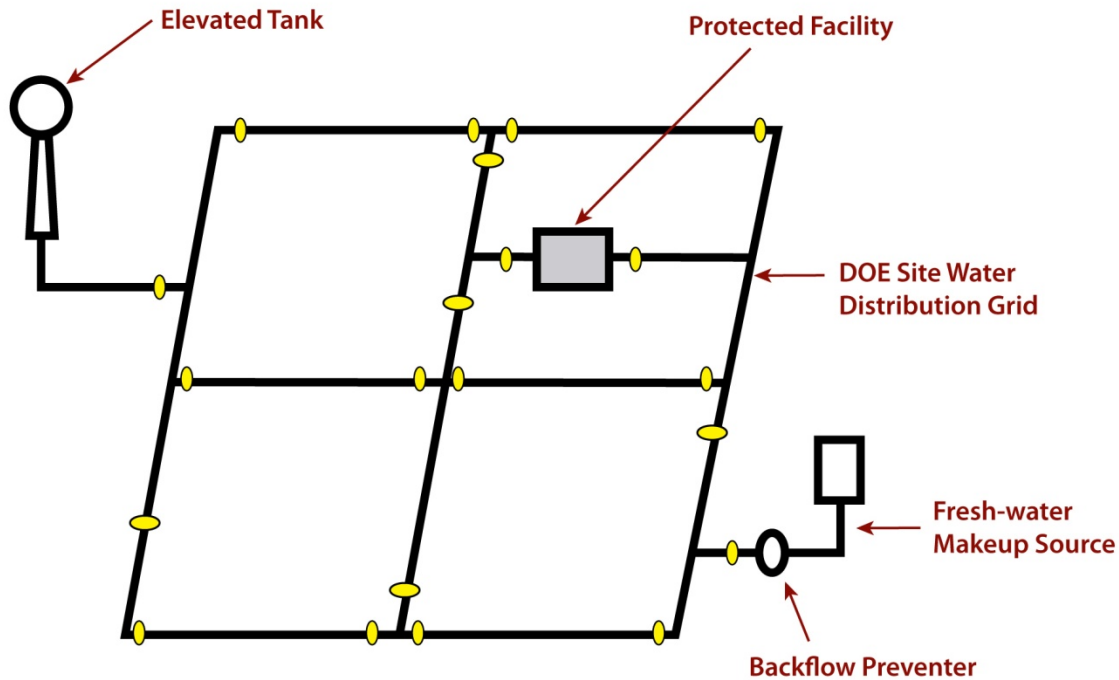 Elevated Tank
Protected Facility
DOE Site Water
Distribution Grid
Fresh-water
Makeup Source
Backflow Preventer